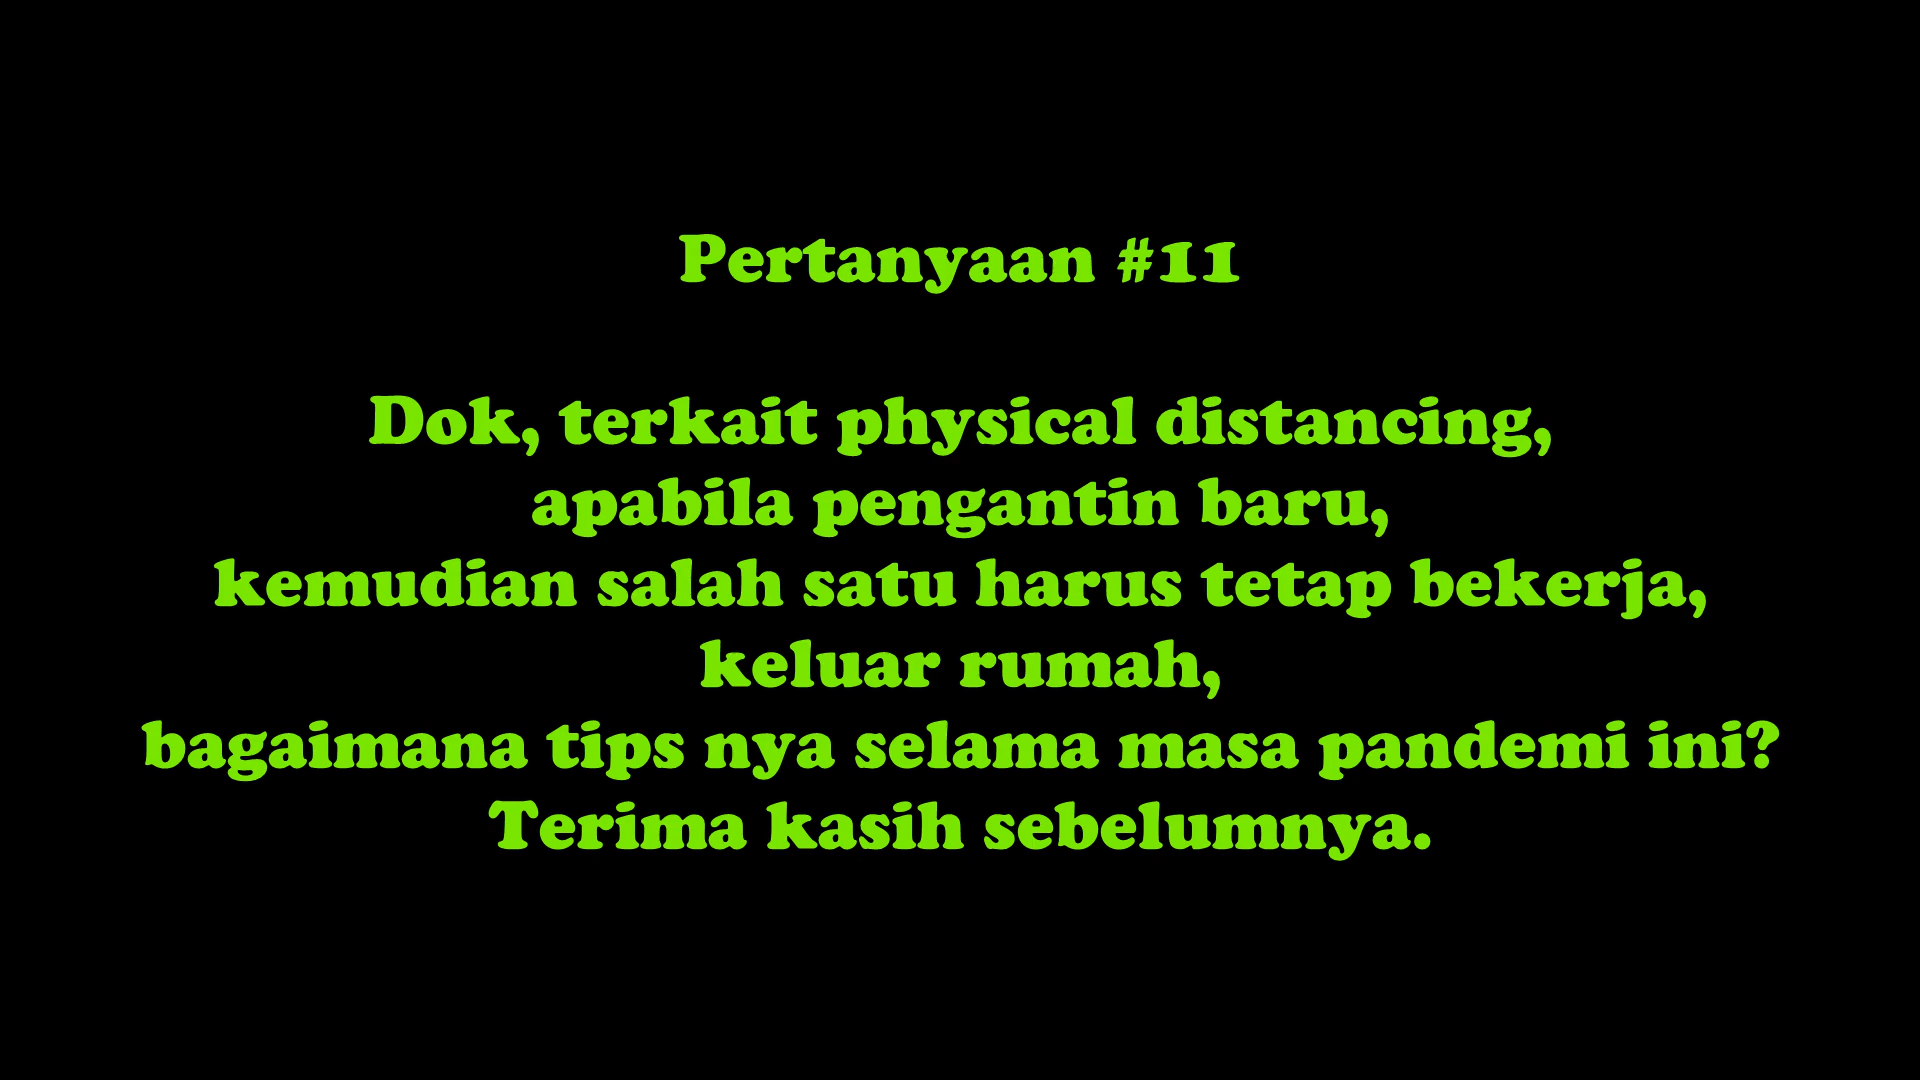 Pertanyaan #11
Dok, terkait physical distancing,
apabila pengantin baru,
kemudian salah satu harus tetap bekerja,
keluar rumah,
bagaimana tips nya selama masa pandemi ini?
Terima kasih sebelumnya.